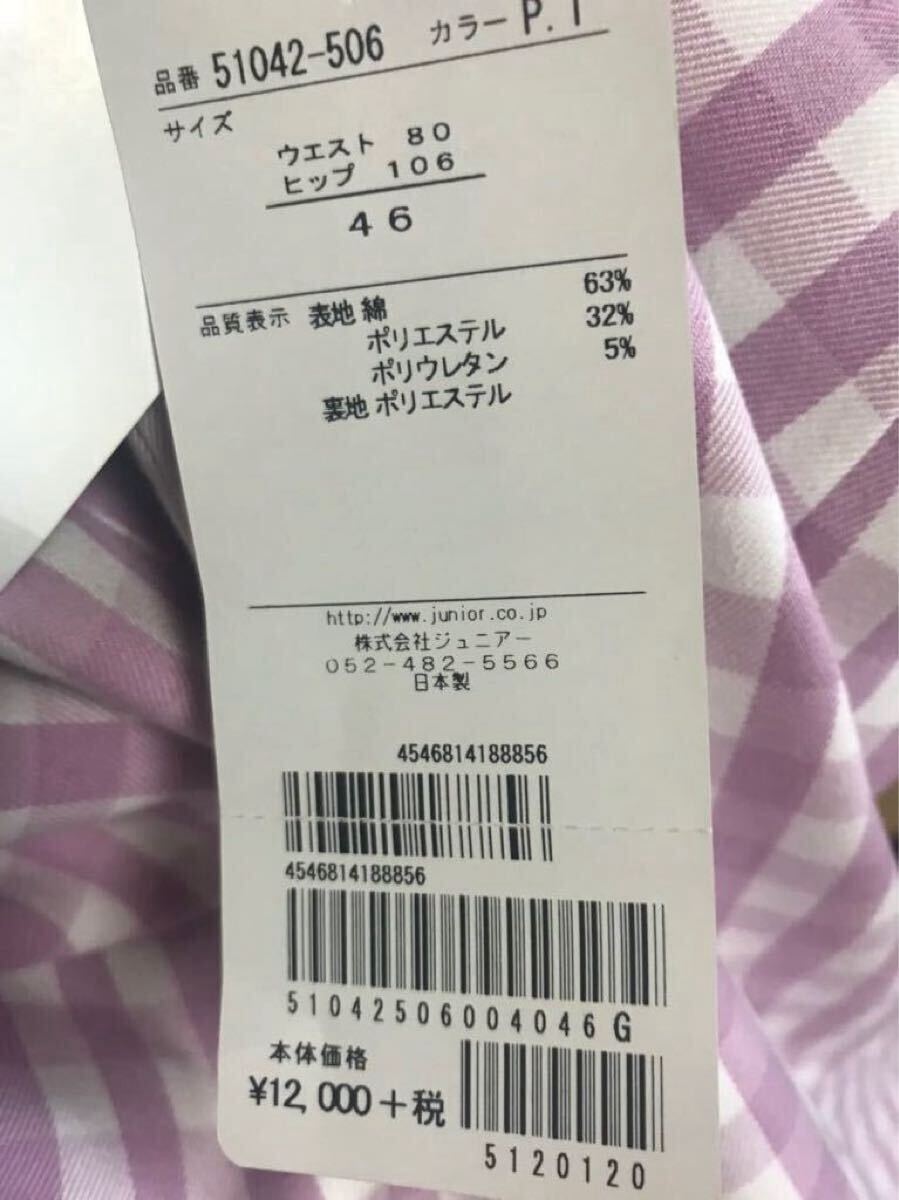 品番 51042-506 カラー P.I
サイズ
ウエスト 80
ヒップ 106
46
品質表示 表地 綿 63%
ポリエステル 32%
ポリウレタン 5%
裏地 ポリエステル
http://www.junior.co.jp
株式会社ジュニアー
052-482-5566
日本製
4546814188856
4546814188856
51042506004046G
本体価格
¥12,000+税
5120120